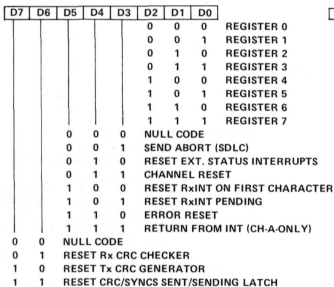 D7 D6 D5 D4 D3 D2 D1 D0
0 0 0 REGISTER 0
0 0 1 REGISTER 1
0 1 0 REGISTER 2
0 1 1 REGISTER 3
1 0 0 REGISTER 4
1 0 1 REGISTER 5
1 1 0 REGISTER 6
1 1 1 REGISTER 7
0 0 0 NULL CODE
0 0 1 SEND ABORT (SDLC)
0 1 0 RESET EXT. STATUS INTERRUPTS
0 1 1 CHANNEL RESET
1 0 0 RESET RxINT ON FIRST CHARACTER
1 0 1 RESET RxINT PENDING
1 1 0 ERROR RESET
1 1 1 RETURN FROM INT (CH-A-ONLY)
0 0 NULL CODE
0 1 RESET Rx CRC CHECKER
1 0 RESET Tx CRC GENERATOR
1 1 RESET CRC/SYNCS SENT/SENDING LATCH